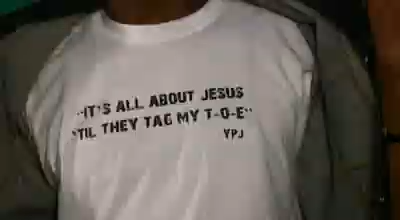 "IT'S ALL ABOUT JESUS
'TIL THEY TAG MY T-O-E"
YPJ